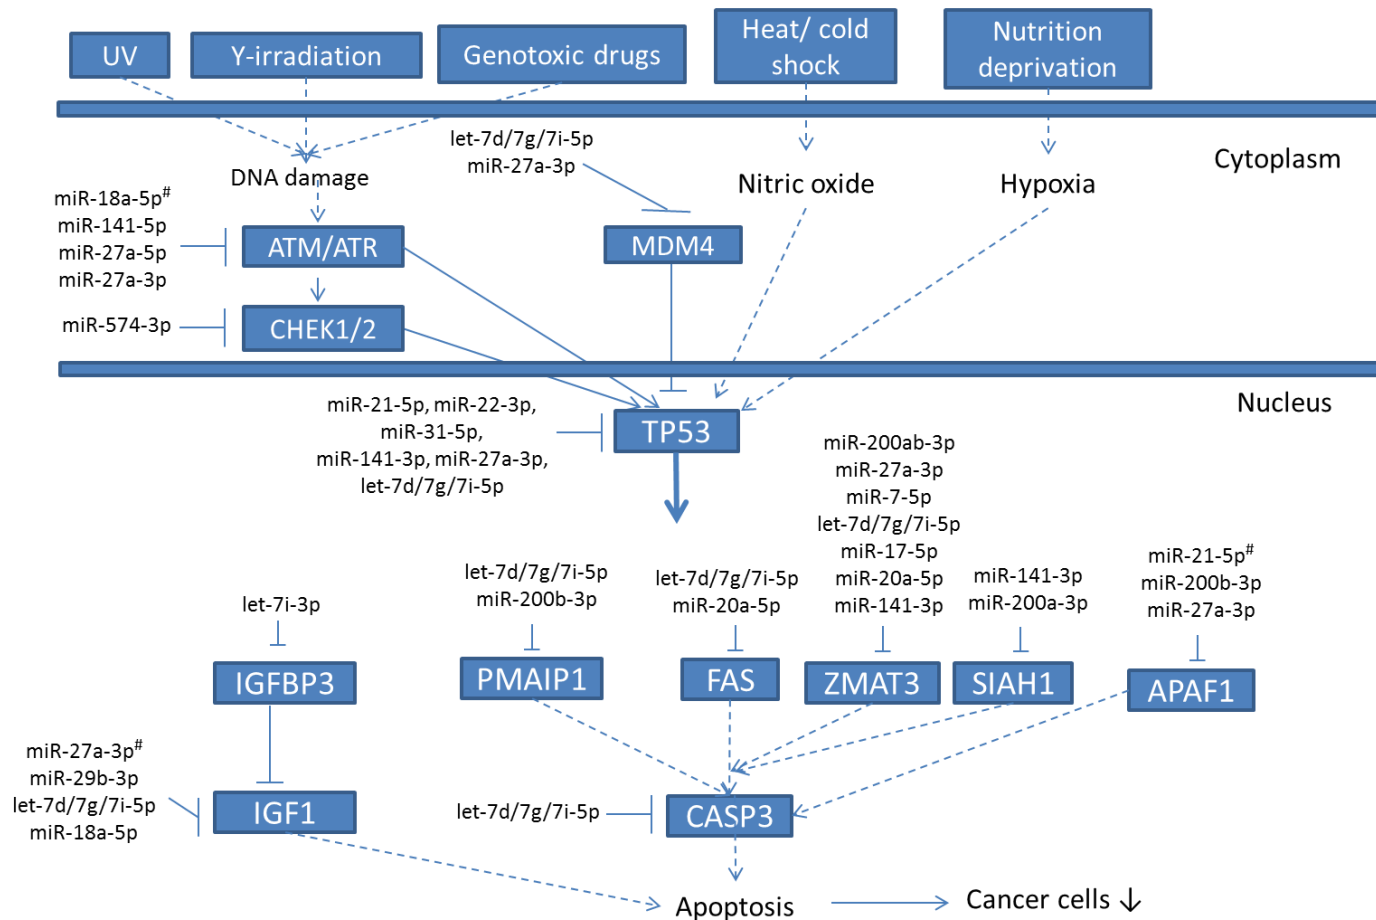 UV
Y-irradiation
Genotoxic drugs
Heat/ cold
shock
Nutrition
deprivation
let-7d/7g/7i-5p
miR-27a-3p
Cytoplasm
DNA damage
Nitric oxide
Hypoxia
miR-18a-5p#
miR-141-5p
miR-27a-5p
miR-27a-3p
ATM/ATR
MDM4
miR-574-3p
CHEK1/2
Nucleus
miR-21-5p, miR-22-3p,
miR-31-5p,
miR-141-3p, miR-27a-3p,
let-7d/7g/7i-5p
TP53
miR-200ab-3p
miR-27a-3p
miR-7-5p
let-7d/7g/7i-5p
miR-17-5p
miR-20a-5p
miR-141-3p
let-7i-3p
let-7d/7g/7i-5p
miR-200b-3p
let-7d/7g/7i-5p
miR-20a-5p
miR-141-3p
miR-200a-3p
miR-21-5p#
miR-200b-3p
miR-27a-3p
IGFBP3
PMAIP1
FAS
ZMAT3
SIAH1
APAF1
miR-27a-3p#
miR-29b-3p
let-7d/7g/7i-5p
miR-18a-5p
IGF1
let-7d/7g/7i-5p
CASP3
Apoptosis
Cancer cells ↓